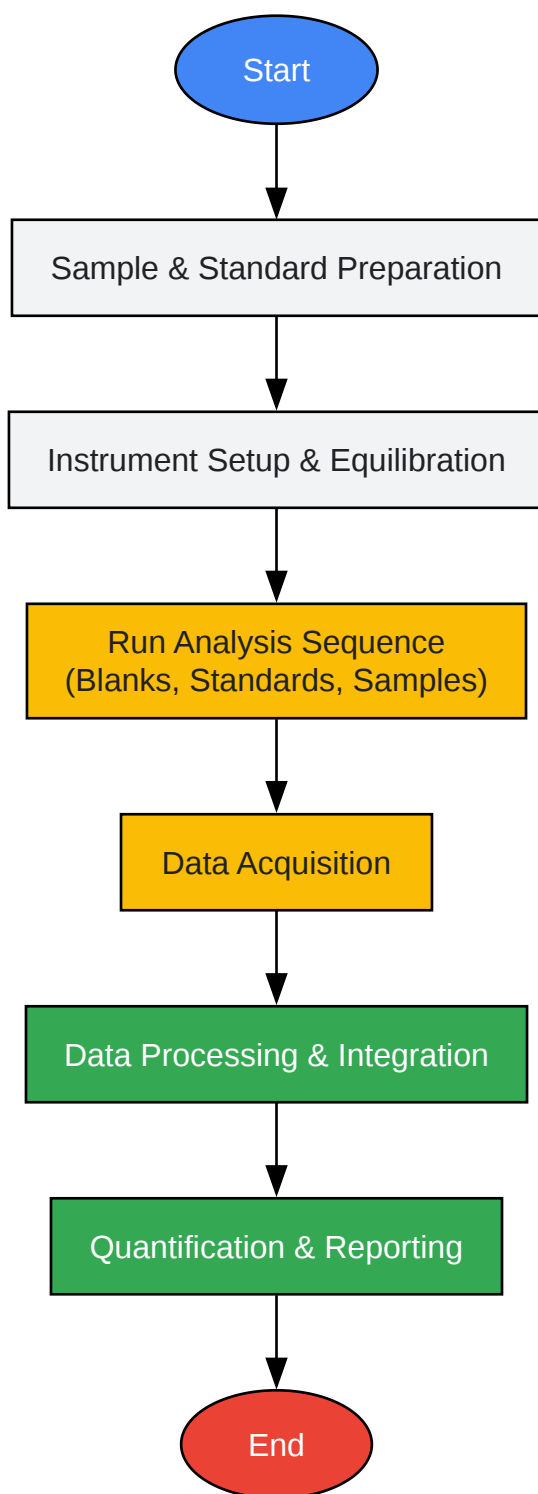 Start
Sample & Standard Preparation
Instrument Setup & Equilibration
Run Analysis Sequence
(Blanks, Standards, Samples)
Data Acquisition
Data Processing & Integration
Quantification & Reporting
End